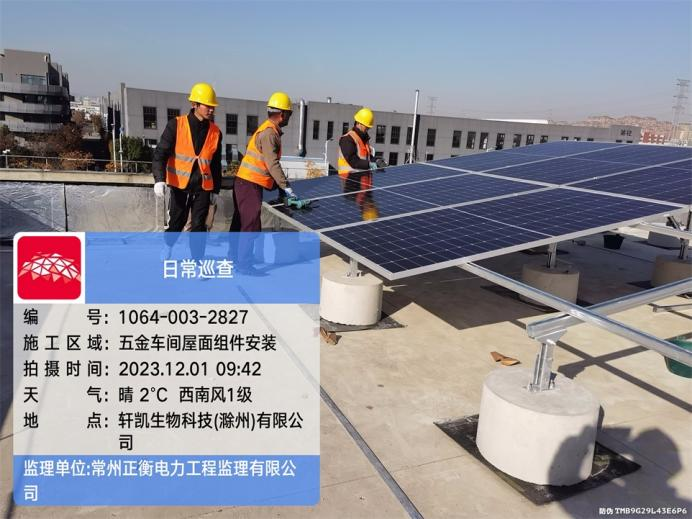 日常巡查
编 号: 1064-003-2827
施工区域: 五金车间屋面组件安装
拍摄时间: 2023.12.01 09:42
天 气: 晴 2°C 西南风1级
地 点: 轩凯生物科技(滁州)有限公
司
监理单位:常州正衡电力工程监理有限公
司
防伪 TMB9G29L43E6P6